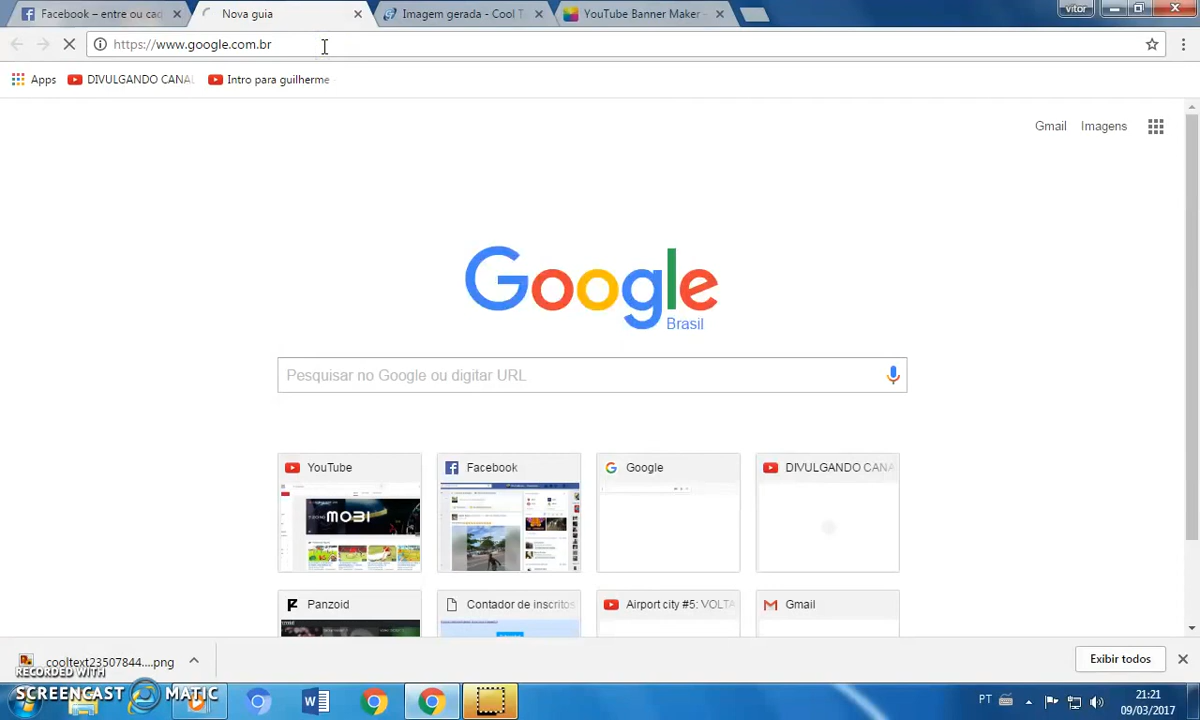 Facebook – entre ou cad
Nova guia
Imagem gerada - Cool T
YouTube Banner Maker -
vitor
https://www.google.com.br
Apps
DIVULGANDO CANA
Intro para guilherme
Gmail
Imagens
Google
Brasil
Pesquisar no Google ou digitar URL
YouTube
Facebook
Google
DIVULGANDO CANA
MOBI
Panzoid
Contador de inscritos
Airport city #5: VOLTA
Gmail
cooltext23507844....png
Exibir todos
RECORDED WITH
SCREENCAST MATIC
PT
21:21
09/03/2017